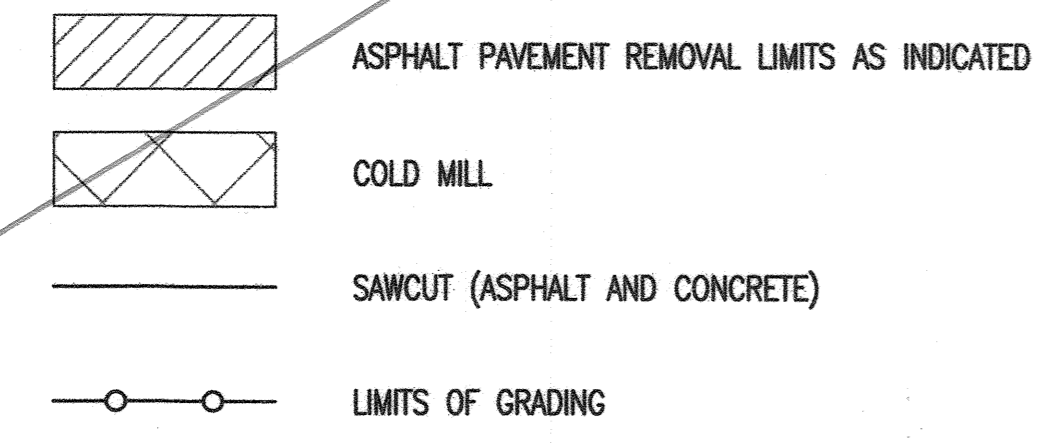 ASPHALT PAVEMENT REMOVAL LIMITS AS INDICATED
COLD MILL
SAWCUT (ASPHALT AND CONCRETE)
LIMITS OF GRADING